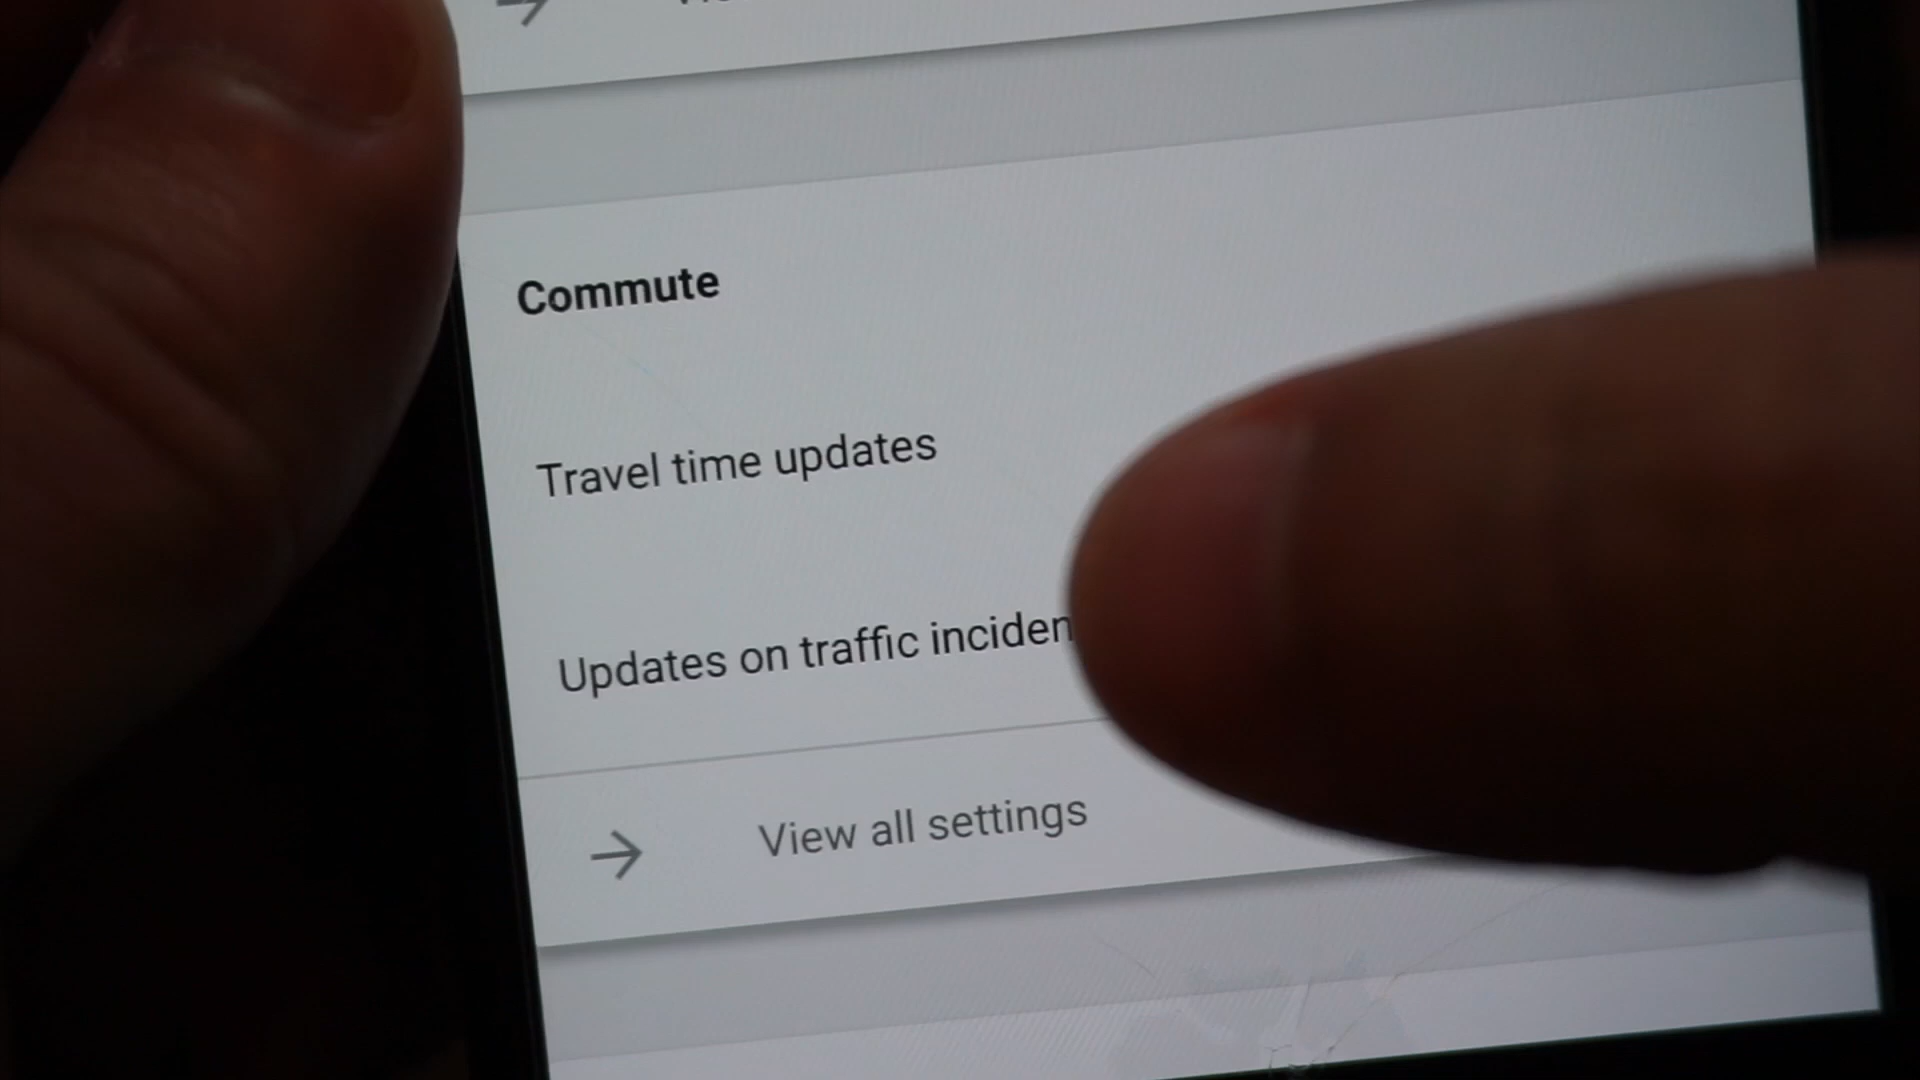 Commute
Travel time updates
Updates on traffic inciden
View all settings